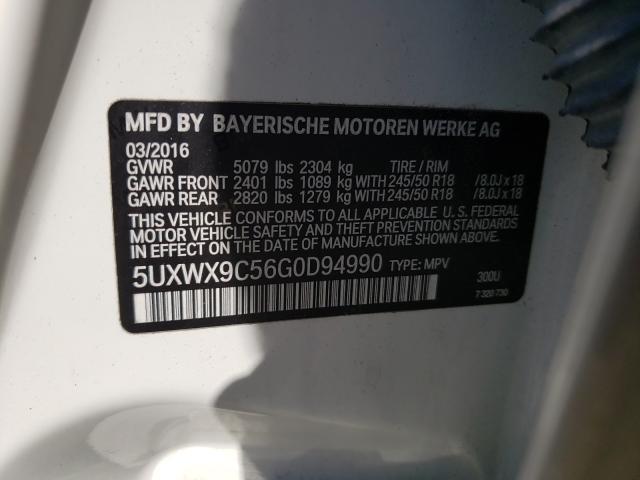 MFD BY BAYERISCHE MOTOREN WERKE AG
03/2016
GVWR 5079 lbs 2304 kg TIRE / RIM
GAWR FRONT 2401 lbs 1089 kg WITH 245/50 R18 /8.0J x 18
GAWR REAR 2820 lbs 1279 kg WITH 245/50 R18 /8.0J x 18
THIS VEHICLE CONFORMS TO ALL APPLICABLE U. S. FEDERAL
MOTOR VEHICLE SAFETY AND THEFT PREVENTION STANDARDS
IN EFFECT ON THE DATE OF MANUFACTURE SHOWN ABOVE.
5UXWX9C56G0D94990 TYPE: MPV
300U
7 320 730